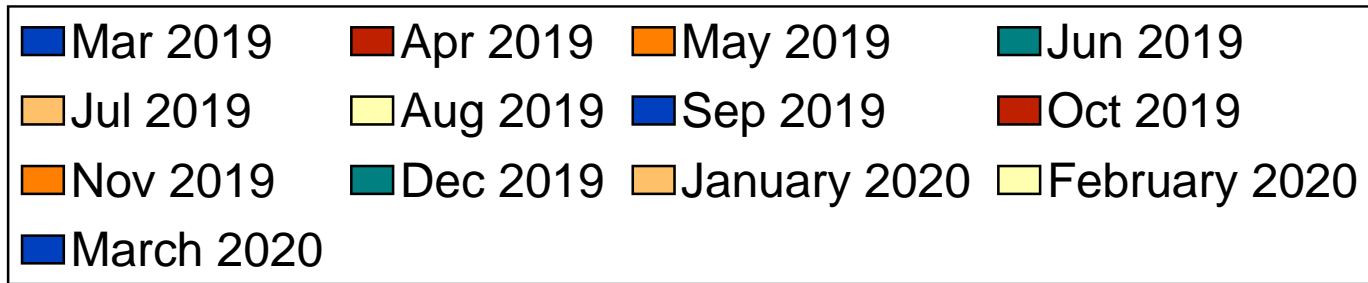 Mar 2019 Apr 2019 May 2019 Jun 2019
Jul 2019 Aug 2019 Sep 2019 Oct 2019
Nov 2019 Dec 2019 January 2020 February 2020
March 2020